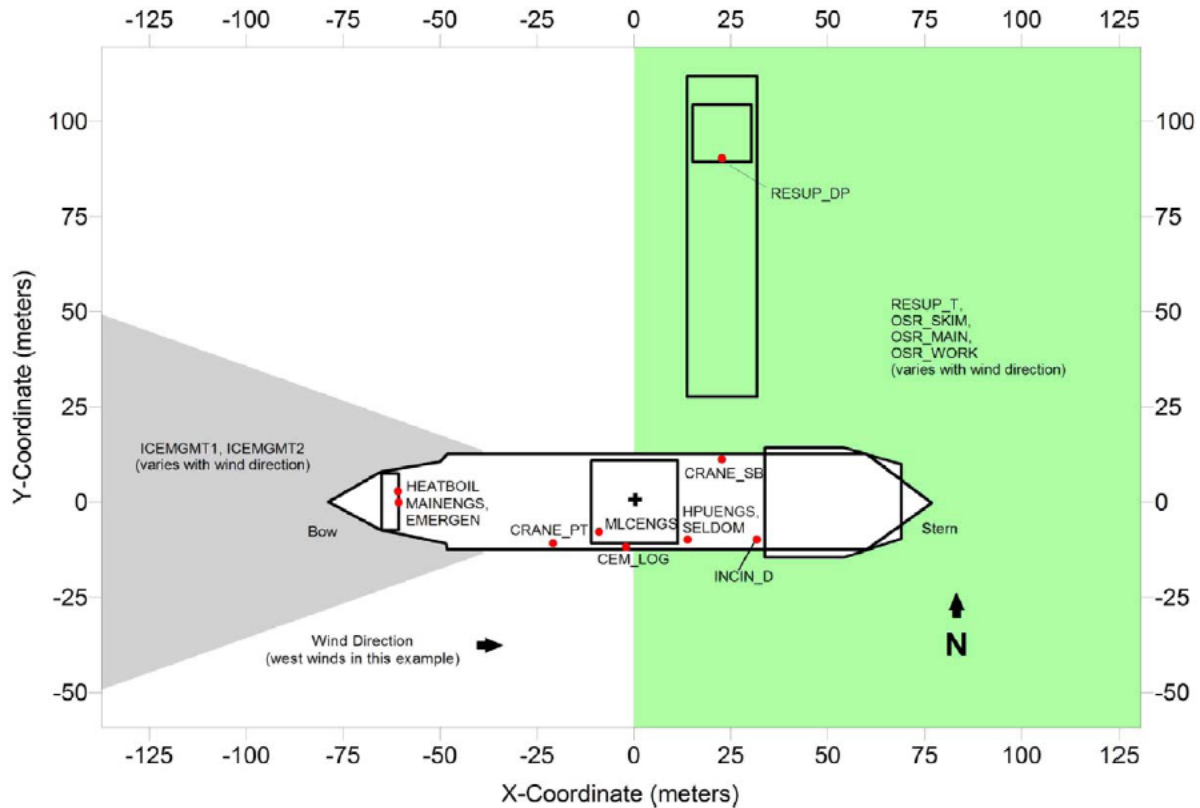 -125 -100 -75 -50 -25 0 25 50 75 100 125
100
75
50
25
0
-25
-50
Y-Coordinate (meters)
100
75
50
25
0
-25
-50
RESUP_DP
RESUP_T,
OSR_SKIM,
OSR_MAIN,
OSR_WORK
(varies with wind direction)
ICEMGMT1, ICEMGMT2
(varies with wind direction)
Bow
HEATBOIL
MAINENGS,
EMERGEN
CRANE_PT
MLCENGS
CEM_LOG
CRANE_SB
HPUENGS,
SELDOM
INCIN_D
Stern
Wind Direction
(west winds in this example)
N
-125 -100 -75 -50 -25 0 25 50 75 100 125
X-Coordinate (meters)